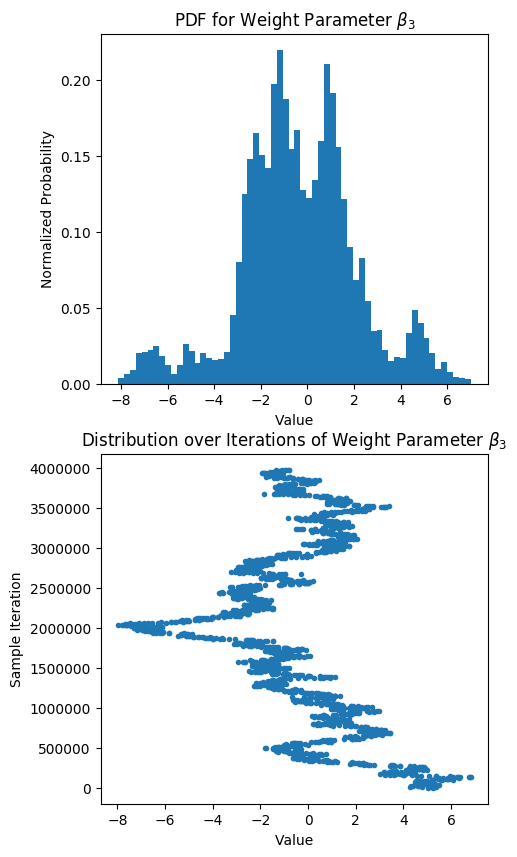 PDF for Weight Parameter β₃
Normalized Probability
0.20
0.15
0.10
0.05
0.00
−8 −6 −4 −2 0 2 4 6
Value
Distribution over Iterations of Weight Parameter β₃
Sample Iteration
4000000
3500000
3000000
2500000
2000000
1500000
1000000
500000
0
−8 −6 −4 −2 0 2 4 6
Value